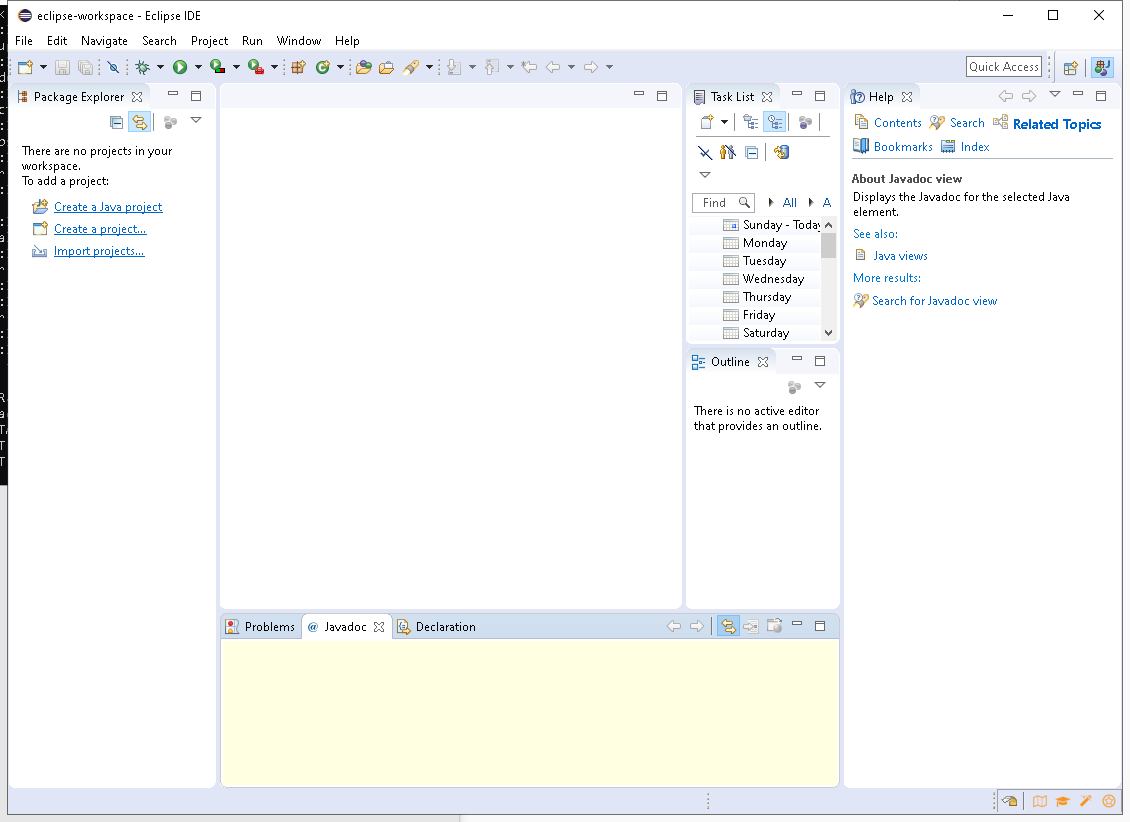 eclipse-workspace - Eclipse IDE
File Edit Navigate Search Project Run Window Help
Quick Access
Package Explorer
There are no projects in your
workspace.
To add a project:
Create a Java project
Create a project...
Import projects...
Task List
Find All A
Sunday - Today
Monday
Tuesday
Wednesday
Thursday
Friday
Saturday
Outline
There is no active editor
that provides an outline.
Help
Contents Search Related Topics
Bookmarks Index
About Javadoc view
Displays the Javadoc for the selected Java
element.
See also:
Java views
More results:
Search for Javadoc view
Problems @ Javadoc Declaration